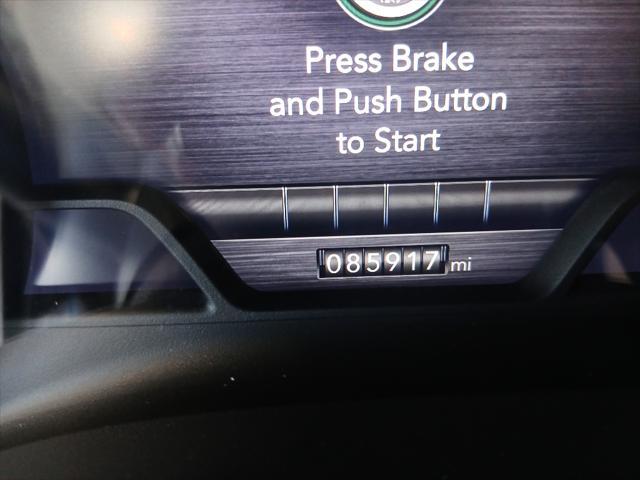 Press Brake
and Push Button
to Start
085917 mi